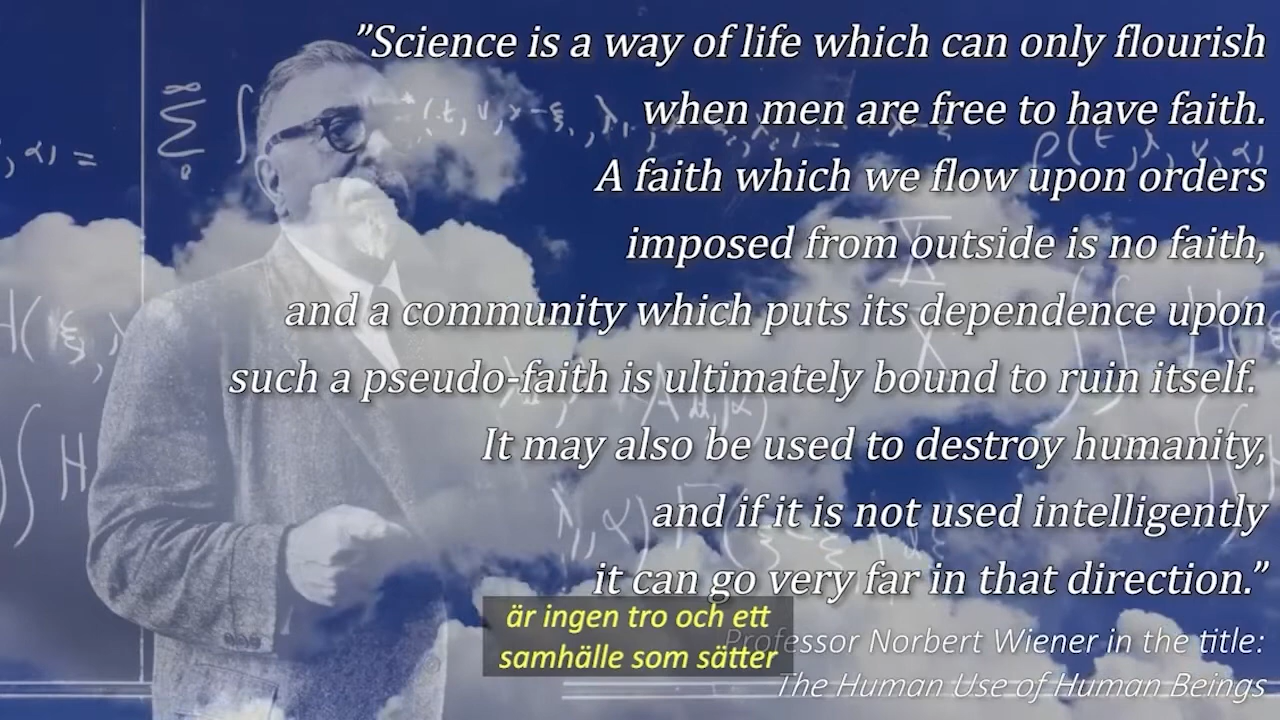 ”Science is a way of life which can only flourish
when men are free to have faith.
A faith which we flow upon orders
imposed from outside is no faith,
and a community which puts its dependence upon
such a pseudo-faith is ultimately bound to ruin itself.
It may also be used to destroy humanity,
and if it is not used intelligently
it can go very far in that direction.”
är ingen tro och ett
samhälle som sätter
Professor Norbert Wiener in the title:
The Human Use of Human Beings